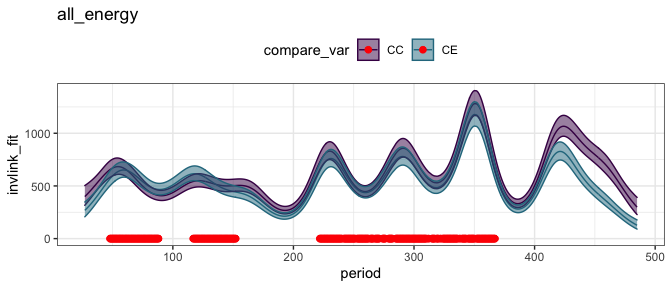 all_energy
compare_var CC CE
1000
500
0
invlink_fit
100 200 300 400 500
period